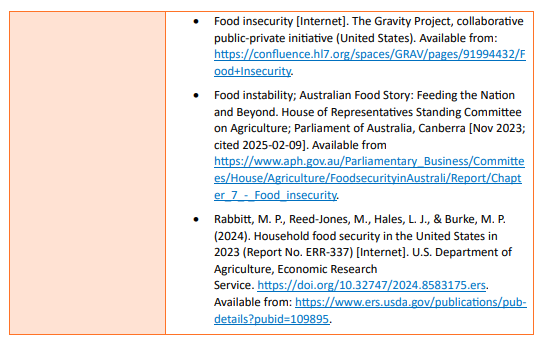 • Food insecurity [Internet]. The Gravity Project, collaborative
public-private initiative (United States). Available from:
https://confluence.hl7.org/spaces/GRAV/pages/91994432/F
ood+Insecurity.
• Food instability; Australian Food Story: Feeding the Nation
and Beyond. House of Representatives Standing Committee
on Agriculture; Parliament of Australia, Canberra [Nov 2023;
cited 2025-02-09]. Available from
https://www.aph.gov.au/Parliamentary_Business/Committe
es/House/Agriculture/FoodsecurityinAustrali/Report/Chapt
er_7_-_Food_insecurity.
• Rabbitt, M. P., Reed-Jones, M., Hales, L. J., & Burke, M. P.
(2024). Household food security in the United States in
2023 (Report No. ERR-337) [Internet]. U.S. Department of
Agriculture, Economic Research
Service. https://doi.org/10.32747/2024.8583175.ers.
Available from: https://www.ers.usda.gov/publications/pub-
details?pubid=109895.